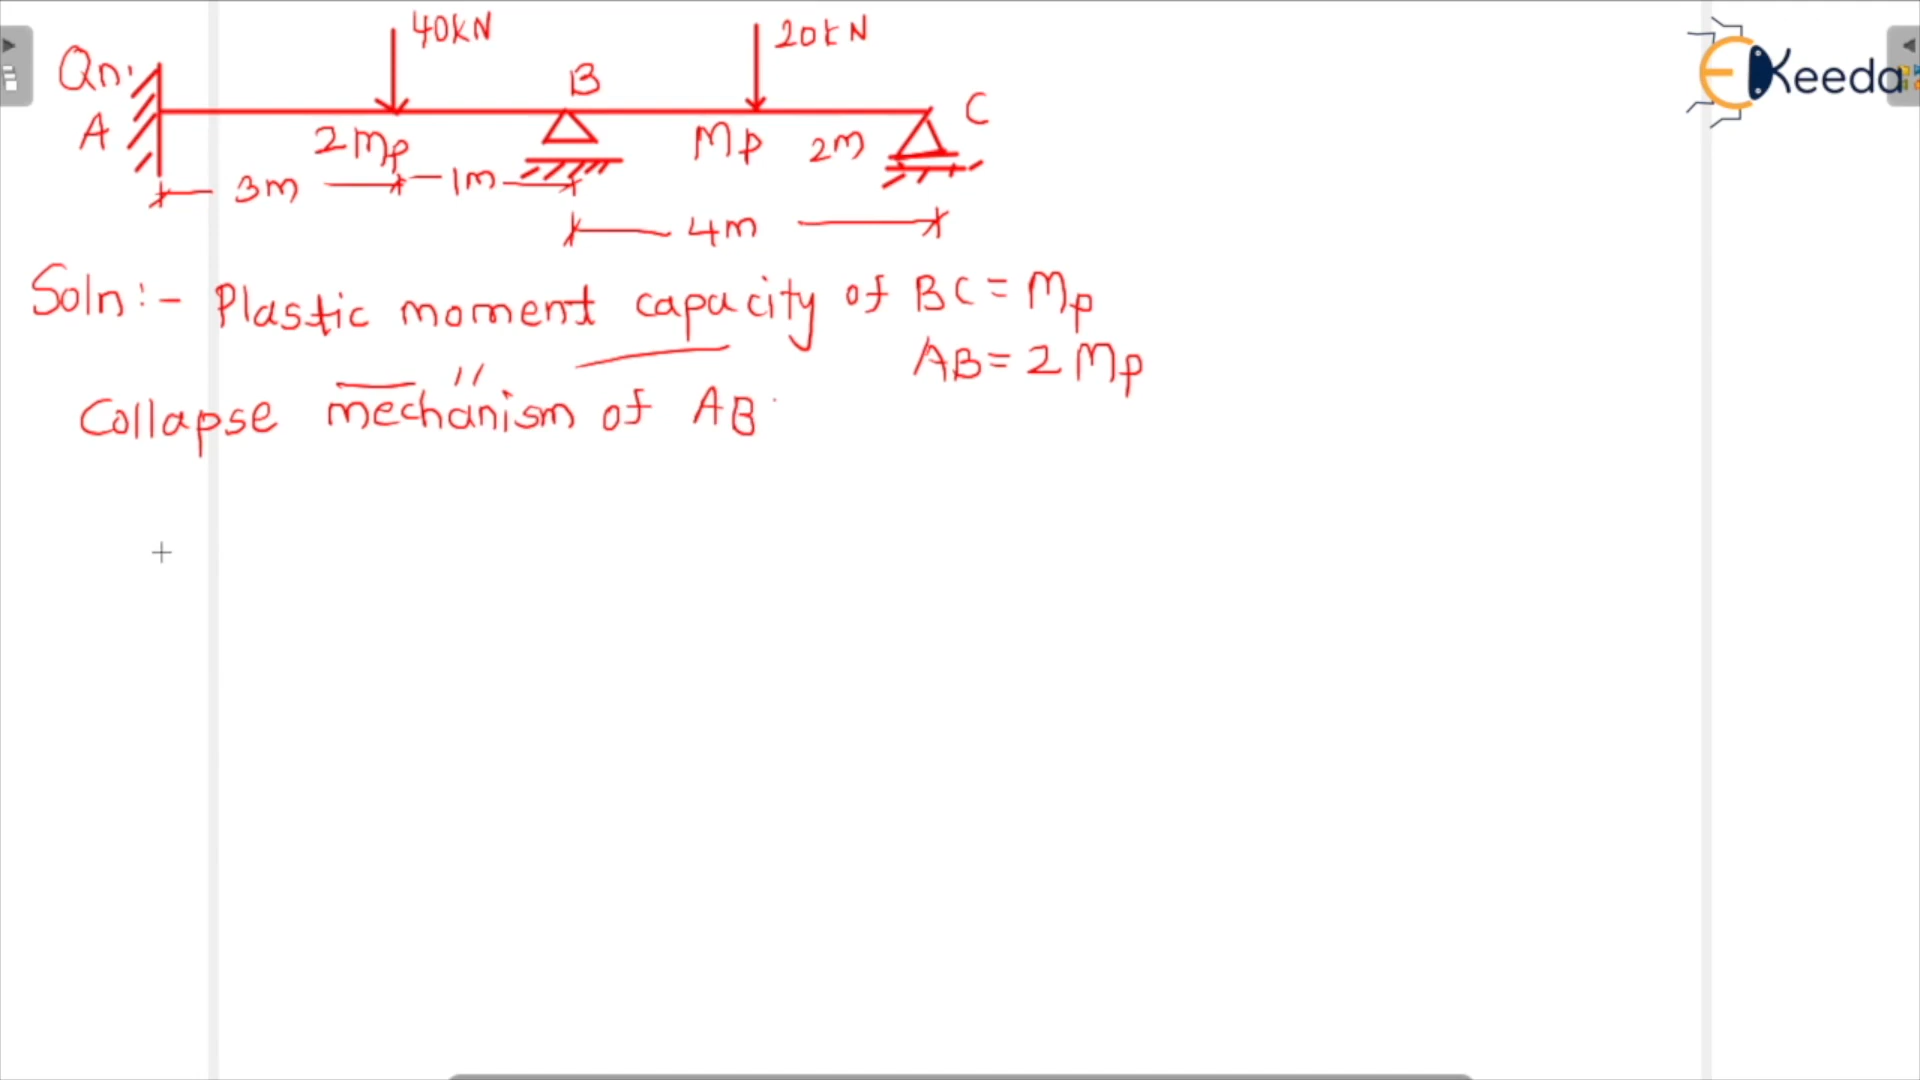 40kN
20kN
Qn.
B
A
C
2Mp
Mp
2m
3m
1m
4m
Soln:- Plastic moment capacity of BC = Mp
" AB = 2Mp
Collapse mechanism of AB
EKeeda